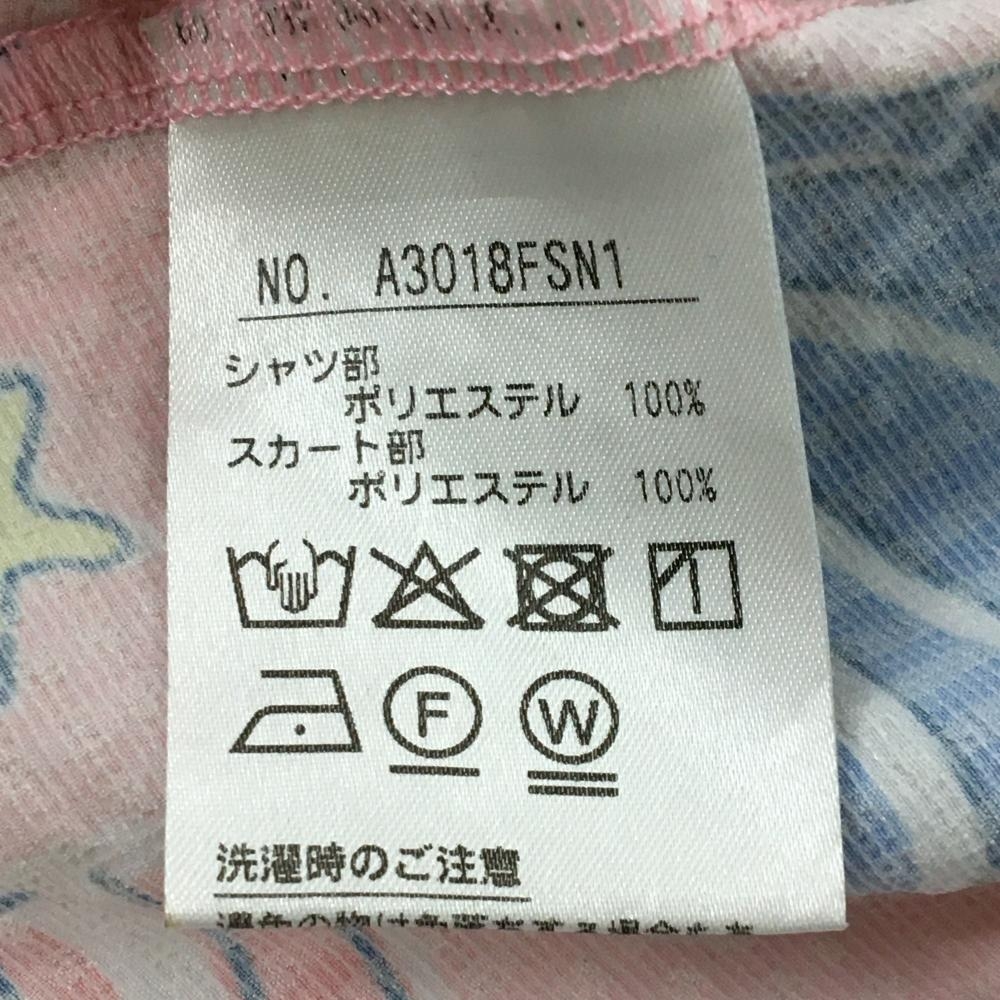 NO. A3018FSN1
シャツ部
ポリエステル 100%
スカート部
ポリエステル 100%
F
W
洗濯時のご注意